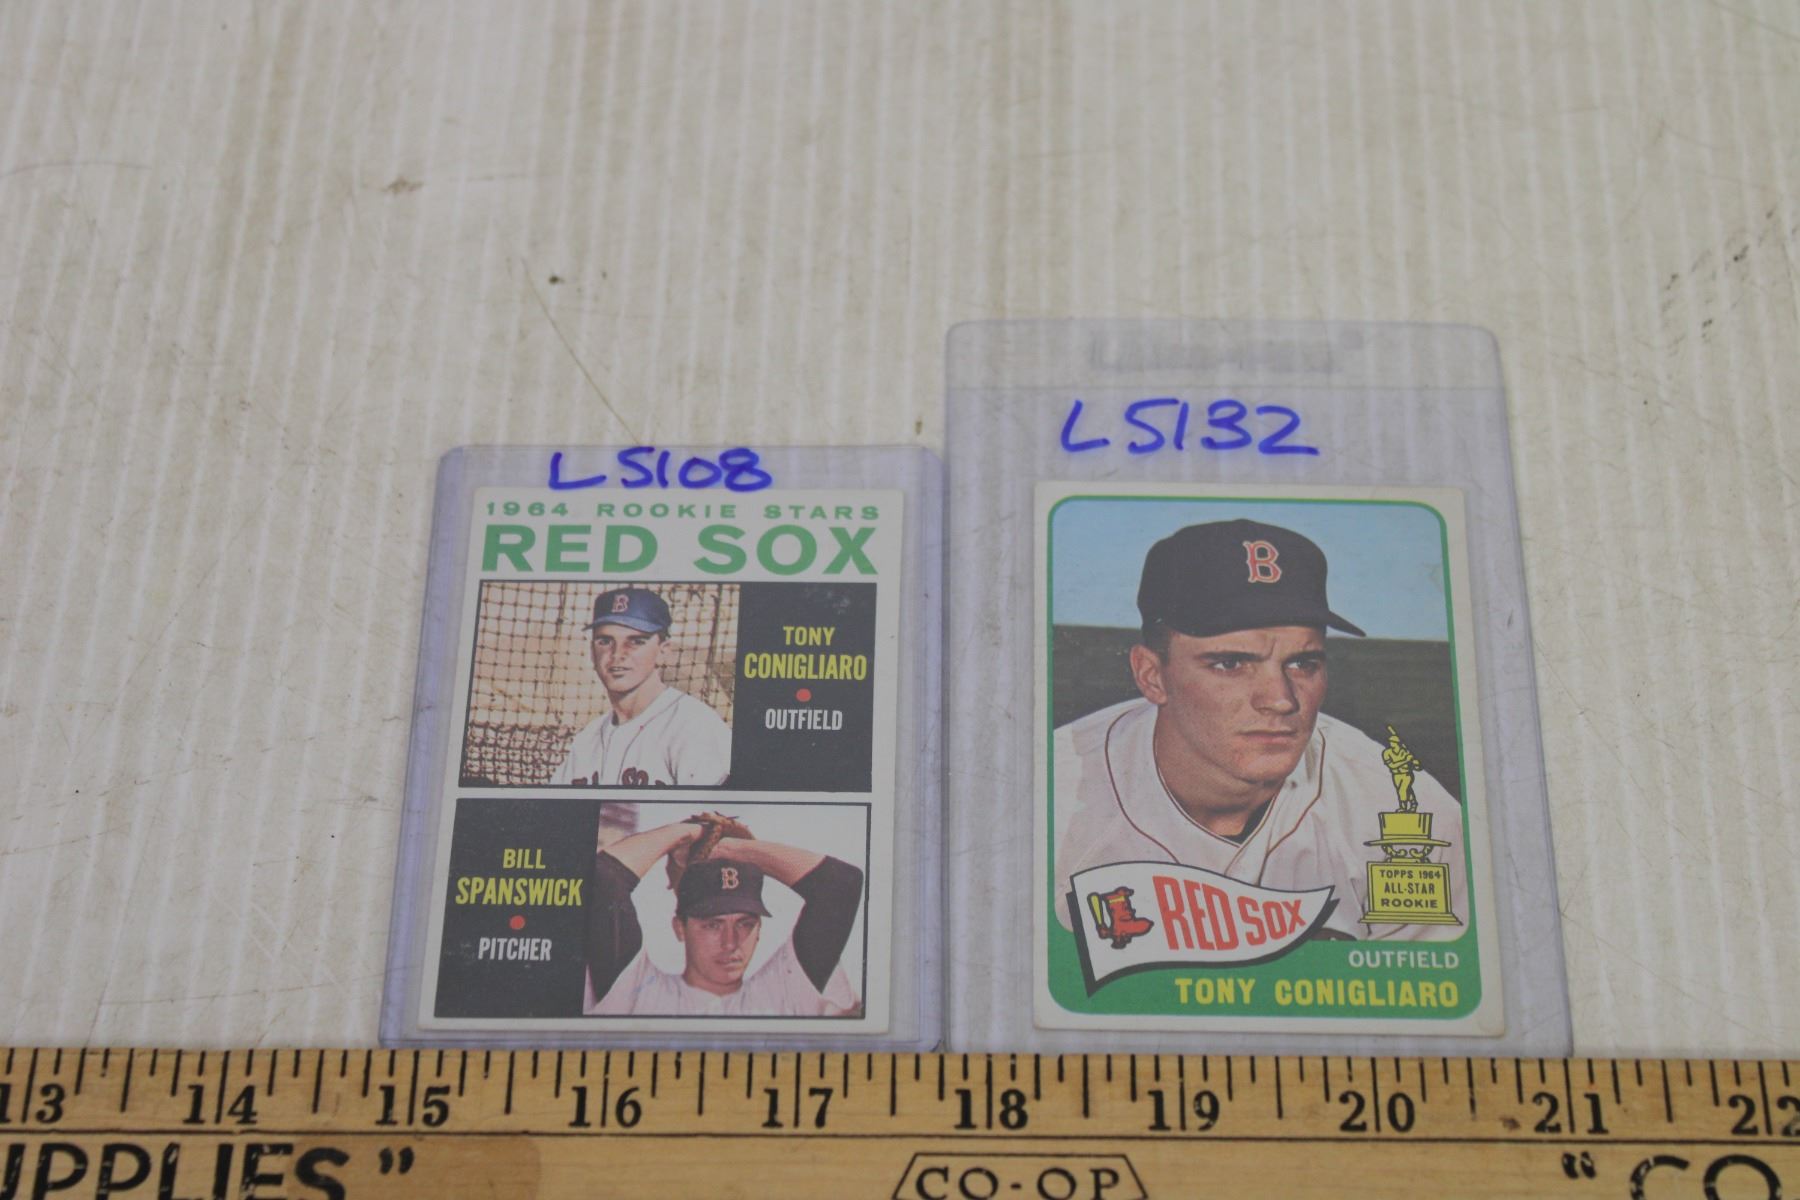 L5108
1964 ROOKIE STARS
RED SOX
B
TONY
CONIGLIARO
OUTFIELD
BILL
SPANSWICK
PITCHER
B
L5132
B
TOPPS 1964
ALL-STAR
ROOKIE
RED SOX
OUTFIELD
TONY CONIGLIARO
13 14 15 16 17 18 19 20 21 22
UPPLIES" CO-OP "CO